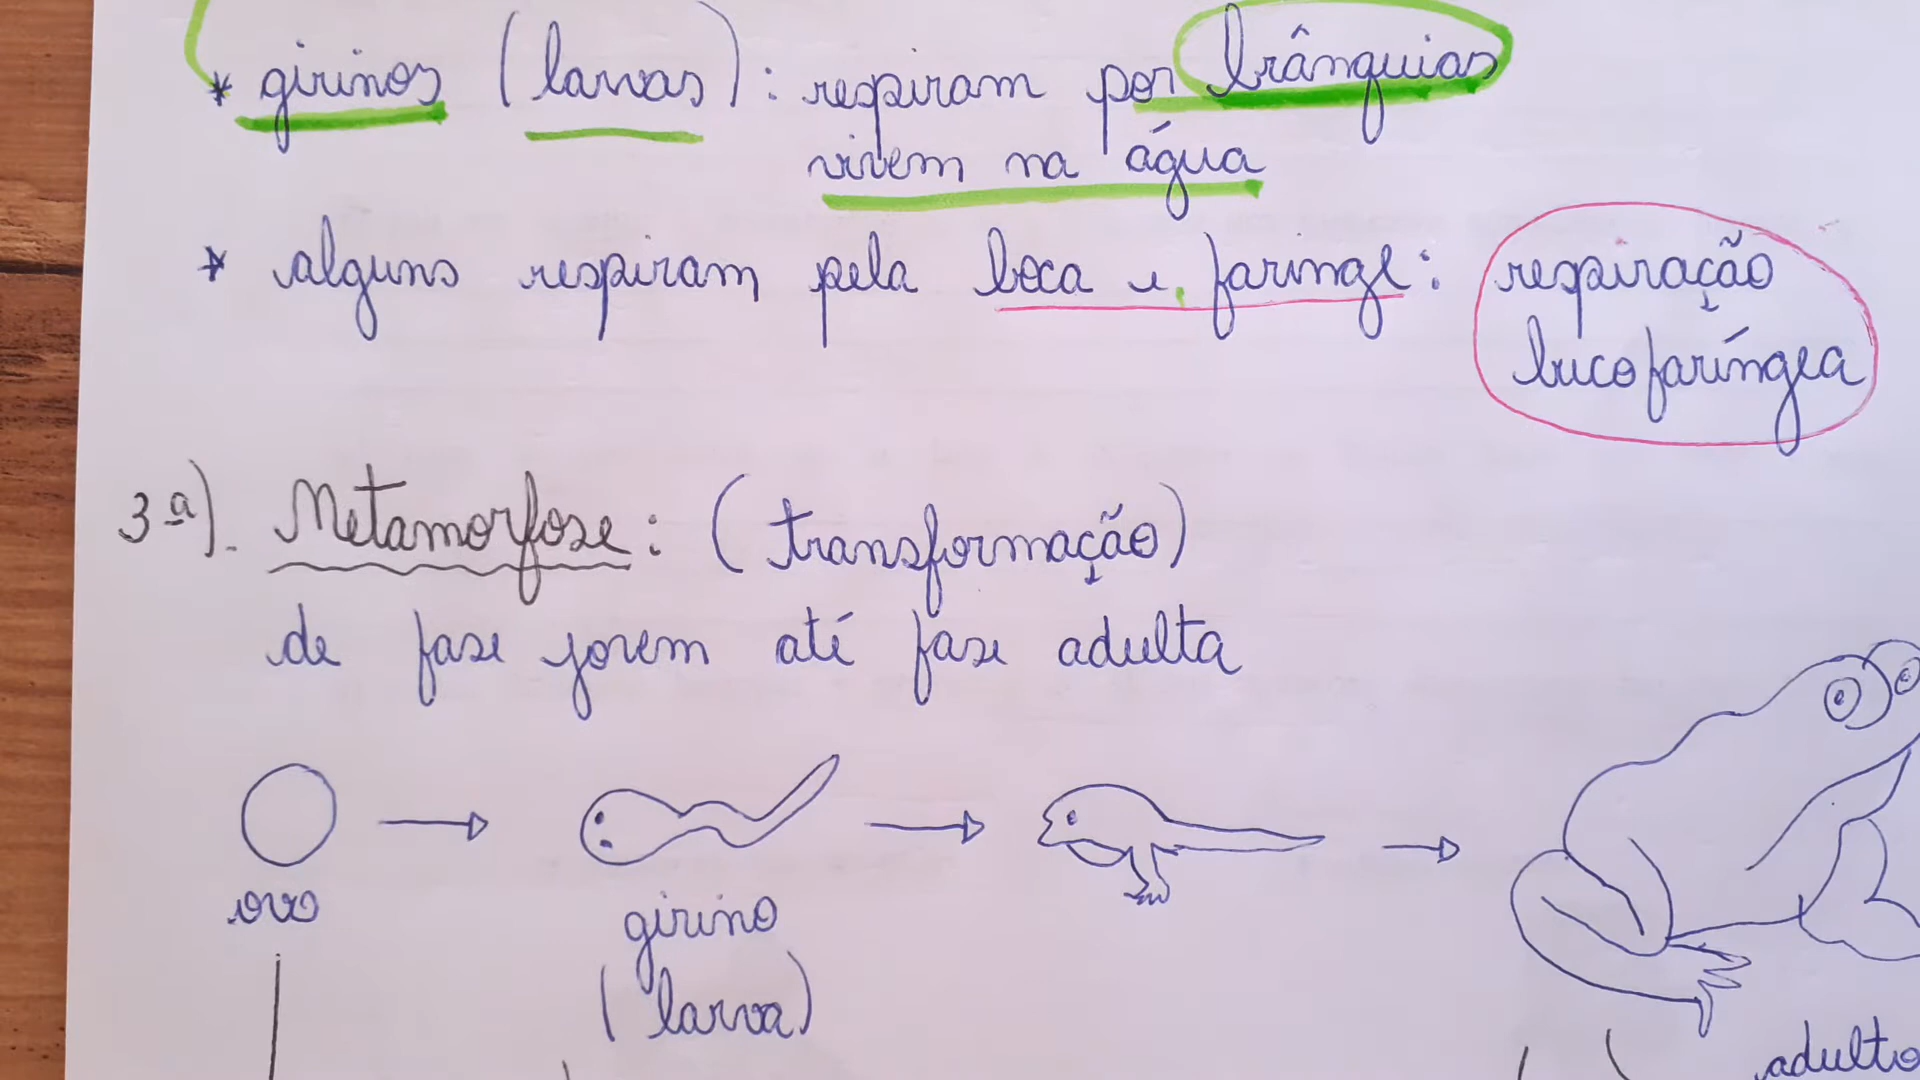 * girinos (larvas): respiram por brânquias
vivem na água
* alguns respiram pela boca e faringe: respiração
bucofaríngea
3ª). Metamorfose: (transformação)
de fase jovem até fase adulta
ovo
girino
(larva)
adulto